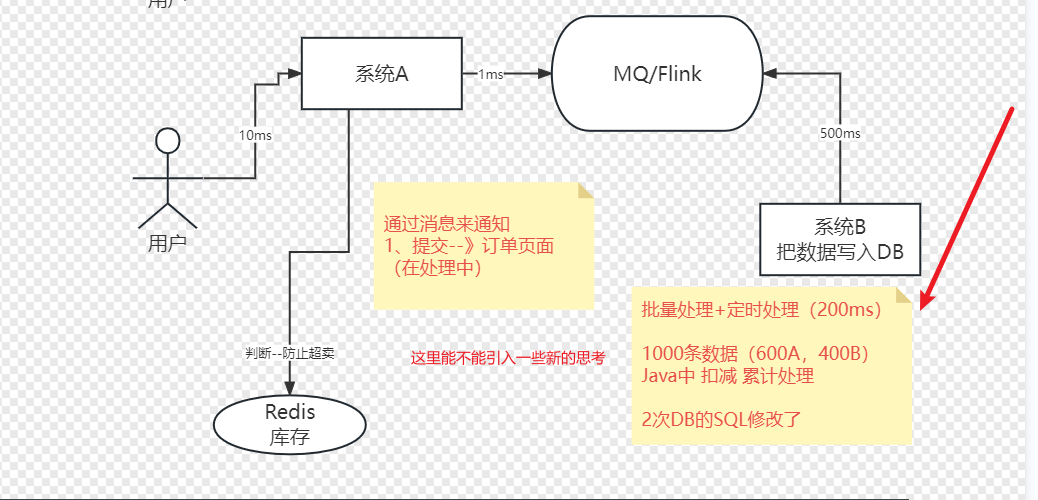 用户
系统A
1ms
MQ/Flink
10ms
500ms
用户
通过消息来通知
1、提交--》订单页面
（在处理中）
系统B
把数据写入DB
批量处理+定时处理（200ms）
1000条数据（600A，400B）
Java中 扣减 累计处理
2次DB的SQL修改了
判断--防止超卖
这里能不能引入一些新的思考
Redis
库存